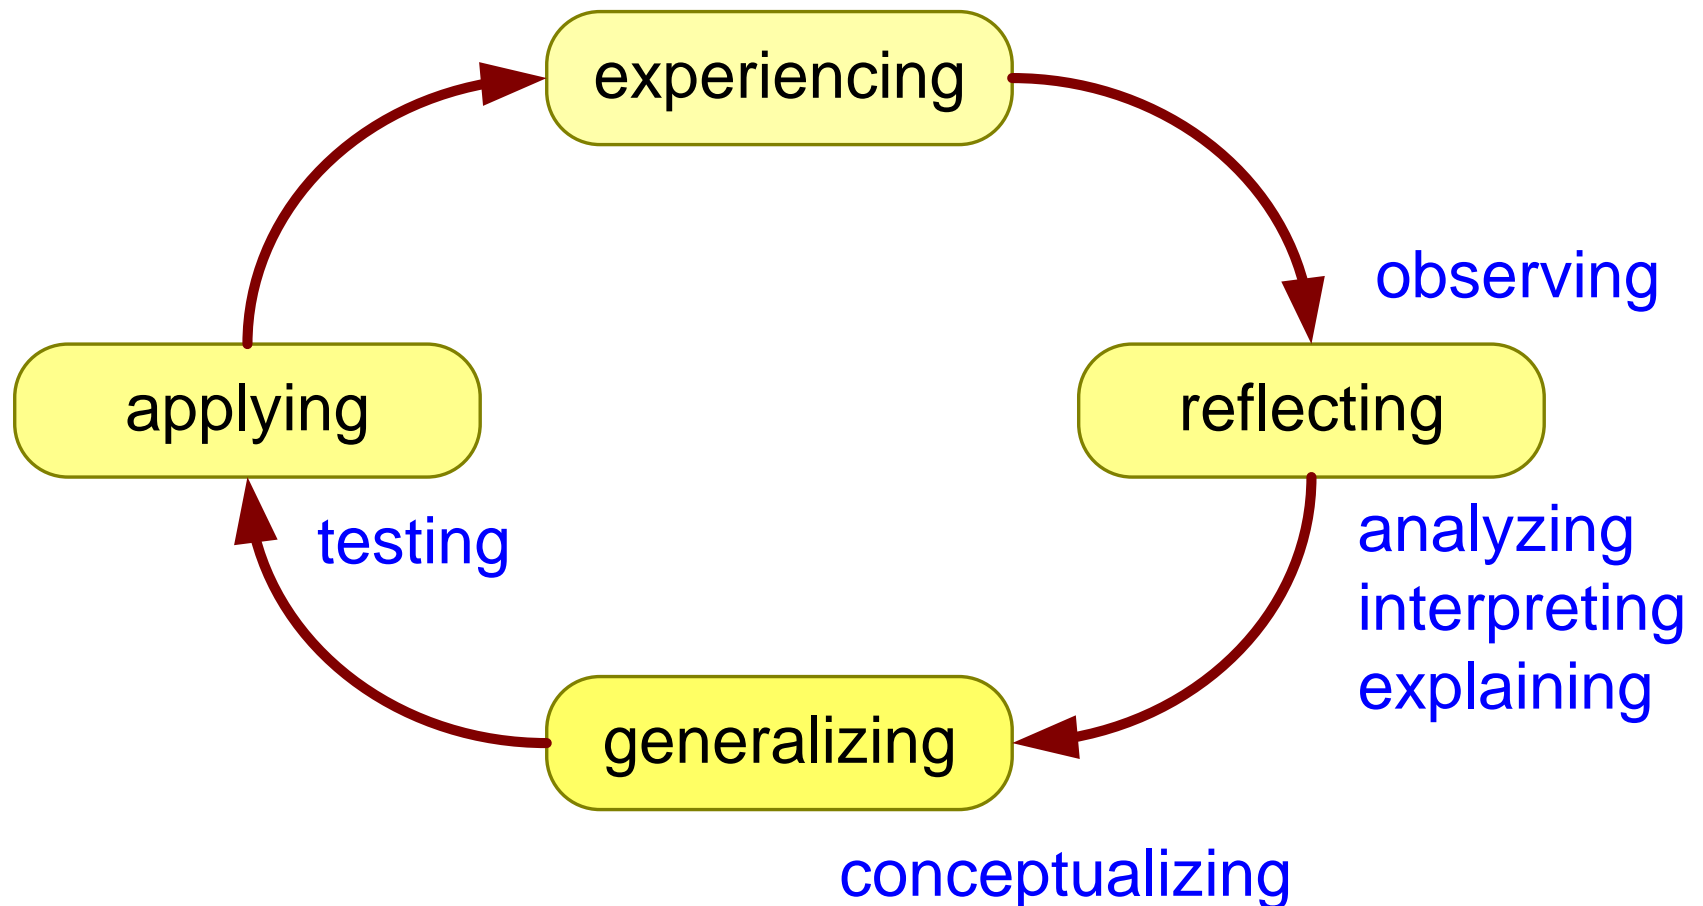 experiencing
observing
applying
reflecting
testing
analyzing
interpreting
explaining
generalizing
conceptualizing